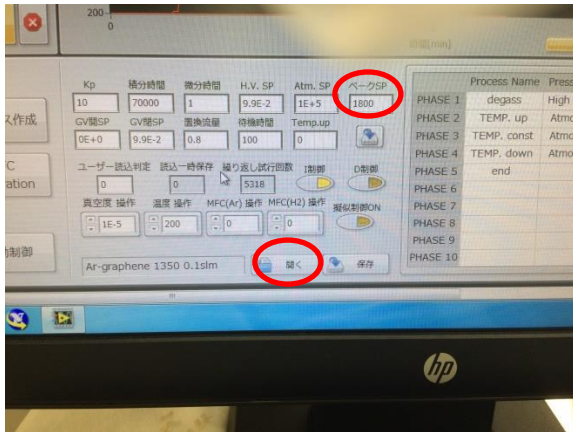 200
0
[min]
Kp 積分時間 微分時間 H.V. SP Atm. SP ベークSP
10 70000 1 9.9E-2 1E+5 1800
GV開SP GV閉SP 置換流量 待機時間 Temp.up
0E+0 9.9E-2 0.8 100 0
ユーザー読込判定 読込一時保存 繰り返し試行回数 I制御 D制御
0 0 5318
真空度 操作 温度 操作 MFC(Ar) 操作 MFC(H2) 操作 擬似制御ON
1E-5 200 0 0
Ar-graphene 1350 0.1slm 開く 保存
ス作成
C
ration
制御
Process Name Press
PHASE 1 degass High
PHASE 2 TEMP. up Atmo
PHASE 3 TEMP. const Atmo
PHASE 4 TEMP. down Atmo
PHASE 5 end
PHASE 6
PHASE 7
PHASE 8
PHASE 9
PHASE 10
hp